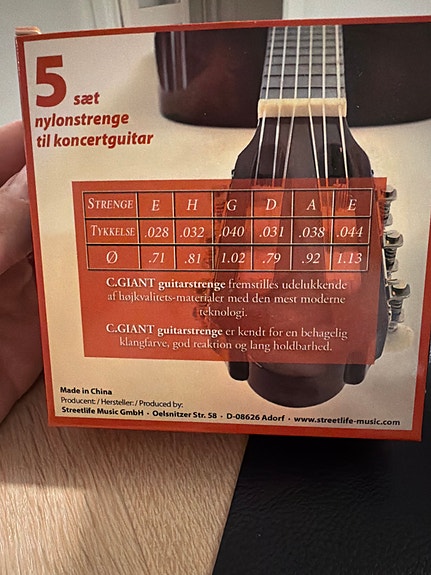 5 sæt
nylonstrenge
til koncertguitar
STRENGE E H G D A E
TYKKELSE .028 .032 .040 .031 .038 .044
Ø .71 .81 1.02 .79 .92 1.13
C.GIANT guitarstrenge fremstilles udelukkende
af højkvalitets-materialer med den mest moderne
teknologi.
C.GIANT guitarstrenge er kendt for en behagelig
klangfarve, god reaktion og lang holdbarhed.
Made in China
Producent: / Hersteller: / Produced by:
Streetlife Music GmbH · Oelsnitzer Str. 58 · D-08626 Adorf · www.streetlife-music.com